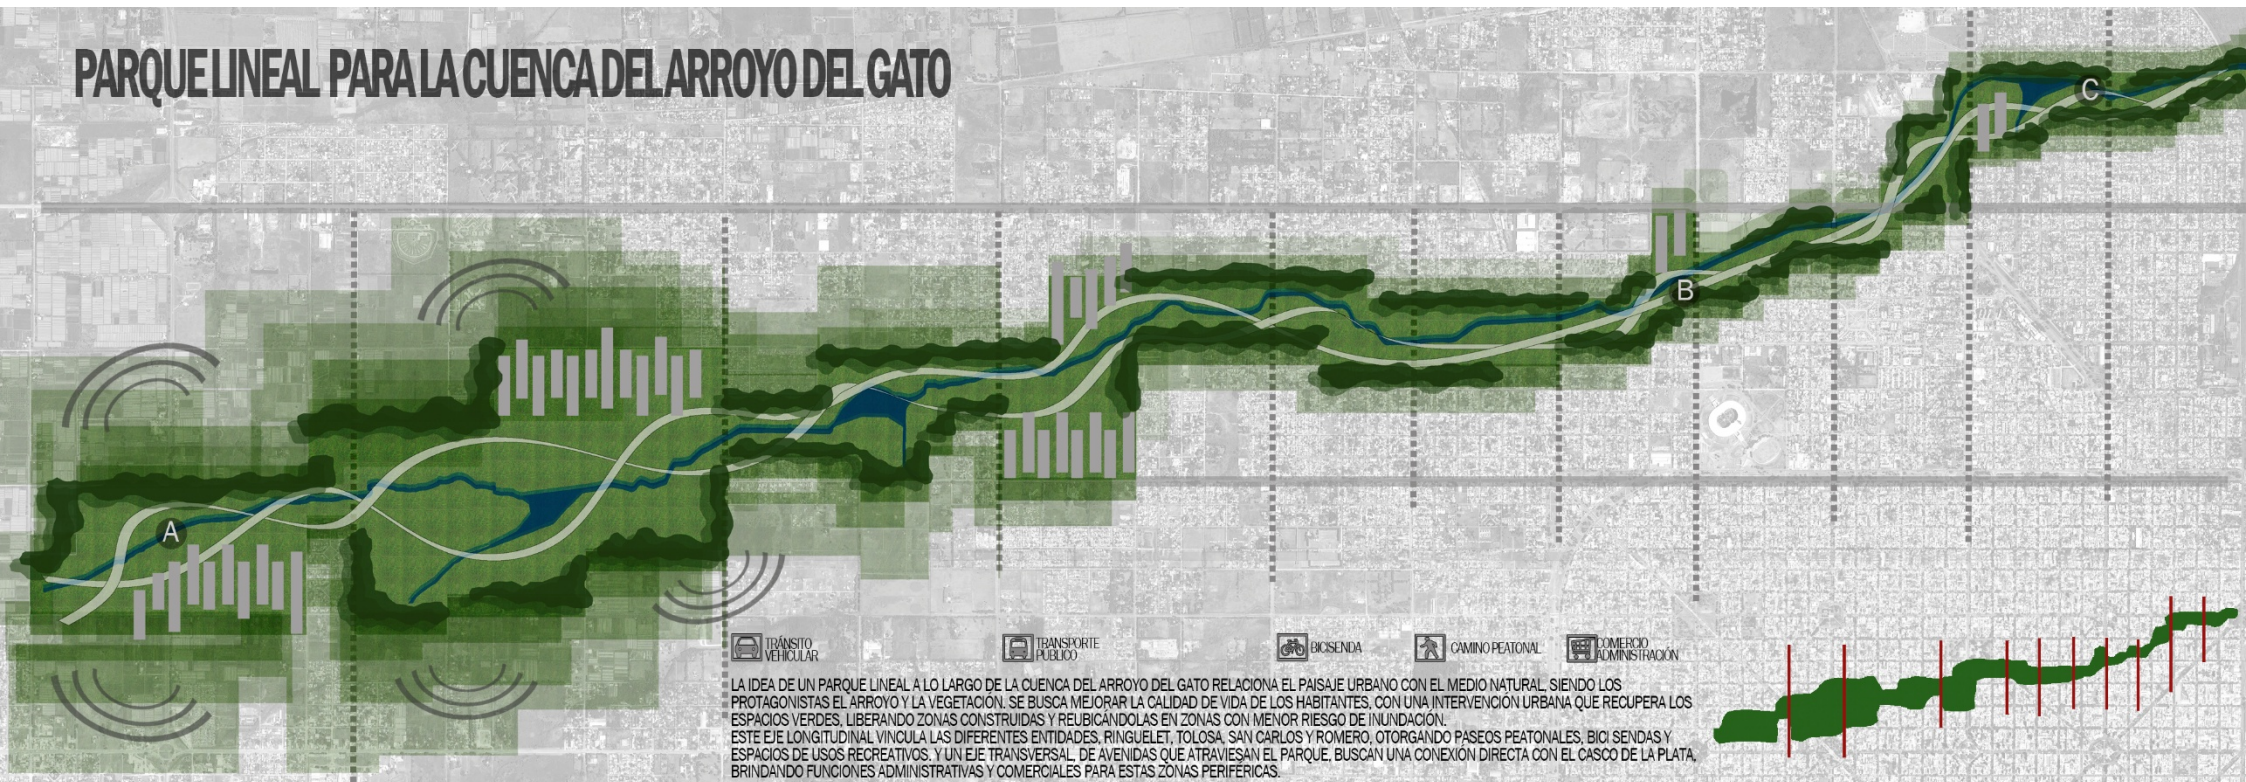 PARQUE LINEAL PARA LA CUENCA DEL ARROYO DEL GATO
C
B
A
TRÁNSITO
VEHICULAR
TRANSPORTE
PÚBLICO
BICISENDA
CAMINO PEATONAL
COMERCIO
ADMINISTRACIÓN
LA IDEA DE UN PARQUE LINEAL A LO LARGO DE LA CUENCA DEL ARROYO DEL GATO RELACIONA EL PAISAJE URBANO CON EL MEDIO NATURAL, SIENDO LOS
PROTAGONISTAS EL ARROYO Y LA VEGETACIÓN. SE BUSCA MEJORAR LA CALIDAD DE VIDA DE LOS HABITANTES, CON UNA INTERVENCIÓN URBANA QUE RECUPERA LOS
ESPACIOS VERDES, LIBERANDO ZONAS CONSTRUIDAS Y REUBICÁNDOLAS EN ZONAS CON MENOR RIESGO DE INUNDACIÓN.
ESTE EJE LONGITUDINAL VINCULA LAS DIFERENTES ENTIDADES, RINGUELET, TOLOSA, SAN CARLOS Y ROMERO, OTORGANDO PASEOS PEATONALES, BICI SENDAS Y
ESPACIOS DE USOS RECREATIVOS, Y UN EJE TRANSVERSAL, DE AVENIDAS QUE ATRAVIESAN EL PARQUE, BUSCAN UNA CONEXIÓN DIRECTA CON EL CASCO DE LA PLATA,
BRINDANDO FUNCIONES ADMINISTRATIVAS Y COMERCIALES PARA ESTAS ZONAS PERIFÉRICAS.